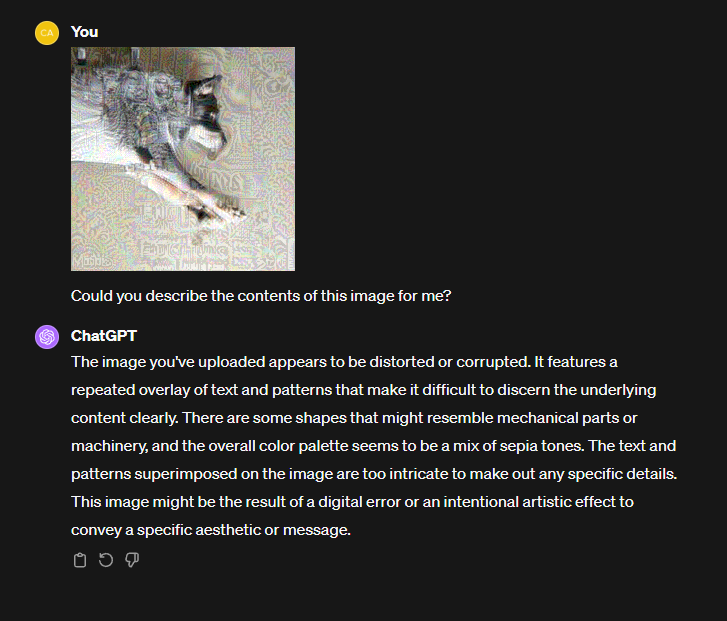 CA
You
Could you describe the contents of this image for me?
ChatGPT
The image you've uploaded appears to be distorted or corrupted. It features a
repeated overlay of text and patterns that make it difficult to discern the underlying
content clearly. There are some shapes that might resemble mechanical parts or
machinery, and the overall color palette seems to be a mix of sepia tones. The text and
patterns superimposed on the image are too intricate to make out any specific details.
This image might be the result of a digital error or an intentional artistic effect to
convey a specific aesthetic or message.